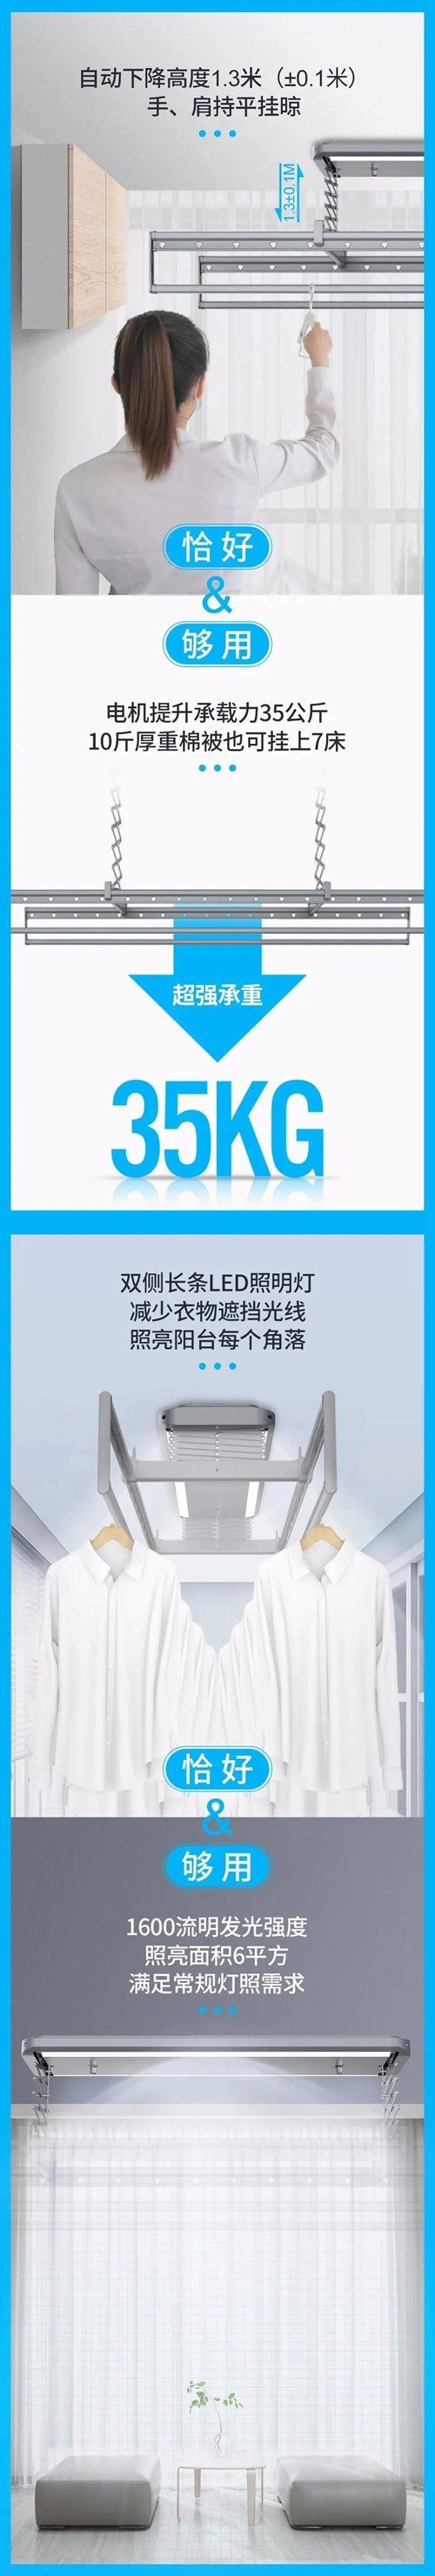 自动下降高度1.3米（±0.1米）
手、肩持平挂晾
1.3±0.1M
恰好
&
够用
电机提升承载力35公斤
10斤厚重棉被也可挂上7床
超强承重
35KG
双侧长条LED照明灯
减少衣物遮挡光线
照亮阳台每个角落
恰好
&
够用
1600流明发光强度
照亮面积6平方
满足常规灯照需求